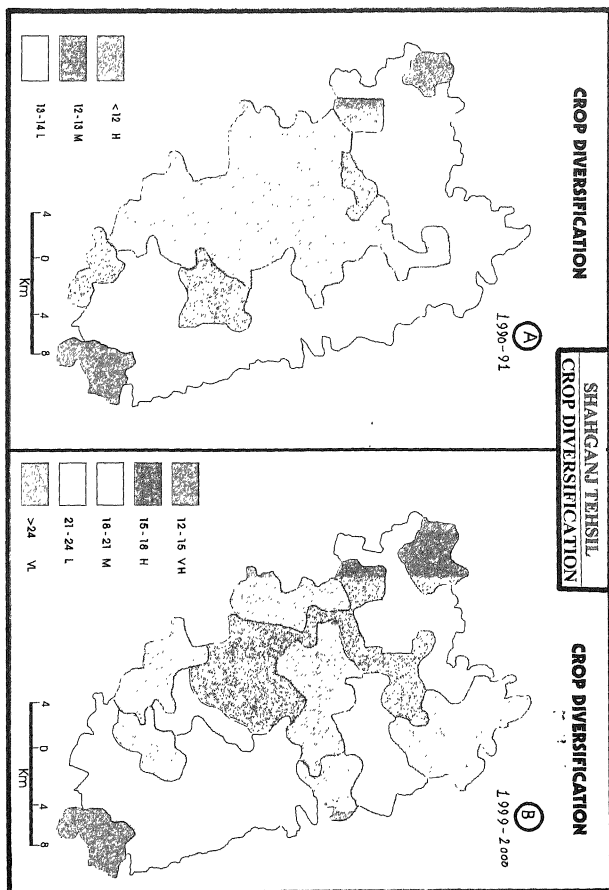 SHAHGANJ TEHSIL
CROP DIVERSIFICATION
CROP DIVERSIFICATION
A
1990-91
<12 H
12-13 M
13-14 L
4 0 4 8
Km
CROP DIVERSIFICATION
B
1999-2000
12-15 VH
15-18 H
18-21 M
21-24 L
>24 VL
4 0 4 8
Km